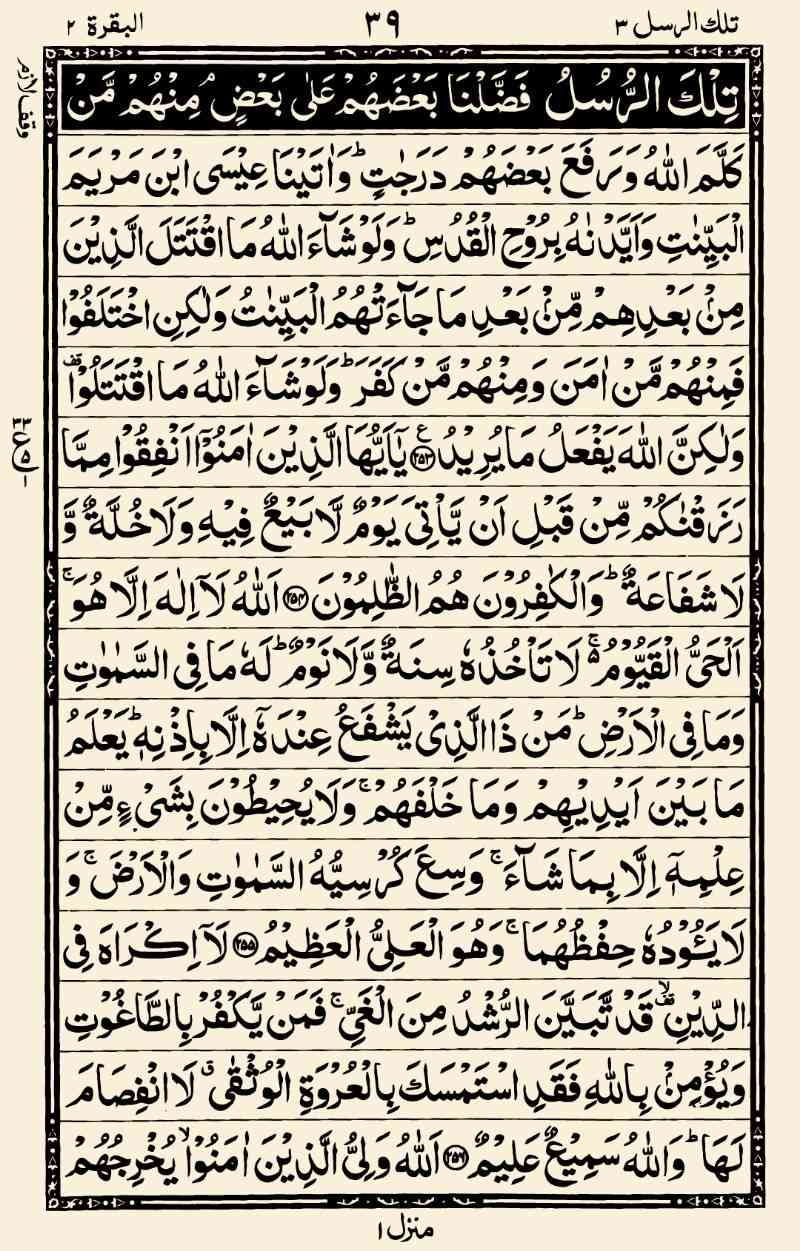 تلك الرسل ٣ ٣٩ البقرة ٢
وقف لازم
تِلْكَ الرُّسُلُ فَضَّلْنَا بَعْضَهُمْ عَلٰى بَعْضٍ ۘ مِنْهُمْ مَّنْ
كَلَّمَ اللّٰهُ وَرَفَعَ بَعْضَهُمْ دَرَجٰتٍ ؕ وَاٰتَيْنَا عِيْسَى ابْنَ مَرْيَمَ
الْبَيِّنٰتِ وَاَيَّدْنٰهُ بِرُوْحِ الْقُدُسِ ؕ وَلَوْ شَآءَ اللّٰهُ مَا اقْتَتَلَ الَّذِيْنَ
مِنْۢ بَعْدِهِمْ مِّنْۢ بَعْدِ مَا جَآءَتْهُمُ الْبَيِّنٰتُ وَلٰكِنِ اخْتَلَفُوْا
فَمِنْهُمْ مَّنْ اٰمَنَ وَمِنْهُمْ مَّنْ كَفَرَ ؕ وَلَوْ شَآءَ اللّٰهُ مَا اقْتَتَلُوْا ۟
وَلٰكِنَّ اللّٰهَ يَفْعَلُ مَا يُرِيْدُ ﴿٢٥٣﴾ يٰۤاَيُّهَا الَّذِيْنَ اٰمَنُوْۤا اَنْفِقُوْا مِمَّا
٣٣ ع ٥ ١
رَزَقْنٰكُمْ مِّنْ قَبْلِ اَنْ يَّاْتِيَ يَوْمٌ لَّا بَيْعٌ فِيْهِ وَلَا خُلَّةٌ وَّ
لَا شَفَاعَةٌ ؕ وَالْكٰفِرُوْنَ هُمُ الظّٰلِمُوْنَ ﴿٢٥٤﴾ اَللّٰهُ لَاۤ اِلٰهَ اِلَّا هُوَ ۚ
اَلْحَيُّ الْقَيُّوْمُ ۚ لَا تَاْخُذُهٗ سِنَةٌ وَّلَا نَوْمٌ ؕ لَهٗ مَا فِي السَّمٰوٰتِ
وَمَا فِي الْاَرْضِ ؕ مَنْ ذَا الَّذِيْ يَشْفَعُ عِنْدَهٗۤ اِلَّا بِاِذْنِهٖ ؕ يَعْلَمُ
مَا بَيْنَ اَيْدِيْهِمْ وَمَا خَلْفَهُمْ ۚ وَلَا يُحِيْطُوْنَ بِشَيْءٍ مِّنْ
عِلْمِهٖۤ اِلَّا بِمَا شَآءَ ۚ وَسِعَ كُرْسِيُّهُ السَّمٰوٰتِ وَالْاَرْضَ ۚ وَ
لَا يَـُٔوْدُهٗ حِفْظُهُمَا ۚ وَهُوَ الْعَلِيُّ الْعَظِيْمُ ﴿٢٥٥﴾ لَاۤ اِكْرَاهَ فِي
الدِّيْنِ ۟ۙ قَدْ تَّبَيَّنَ الرُّشْدُ مِنَ الْغَيِّ ۚ فَمَنْ يَّكْفُرْ بِالطَّاغُوْتِ
وَيُؤْمِنْۢ بِاللّٰهِ فَقَدِ اسْتَمْسَكَ بِالْعُرْوَةِ الْوُثْقٰى ۗ لَا انْفِصَامَ
لَهَا ؕ وَاللّٰهُ سَمِيْعٌ عَلِيْمٌ ﴿٢٥٦﴾ اَللّٰهُ وَلِيُّ الَّذِيْنَ اٰمَنُوْا ۙ يُخْرِجُهُمْ
منزل ١